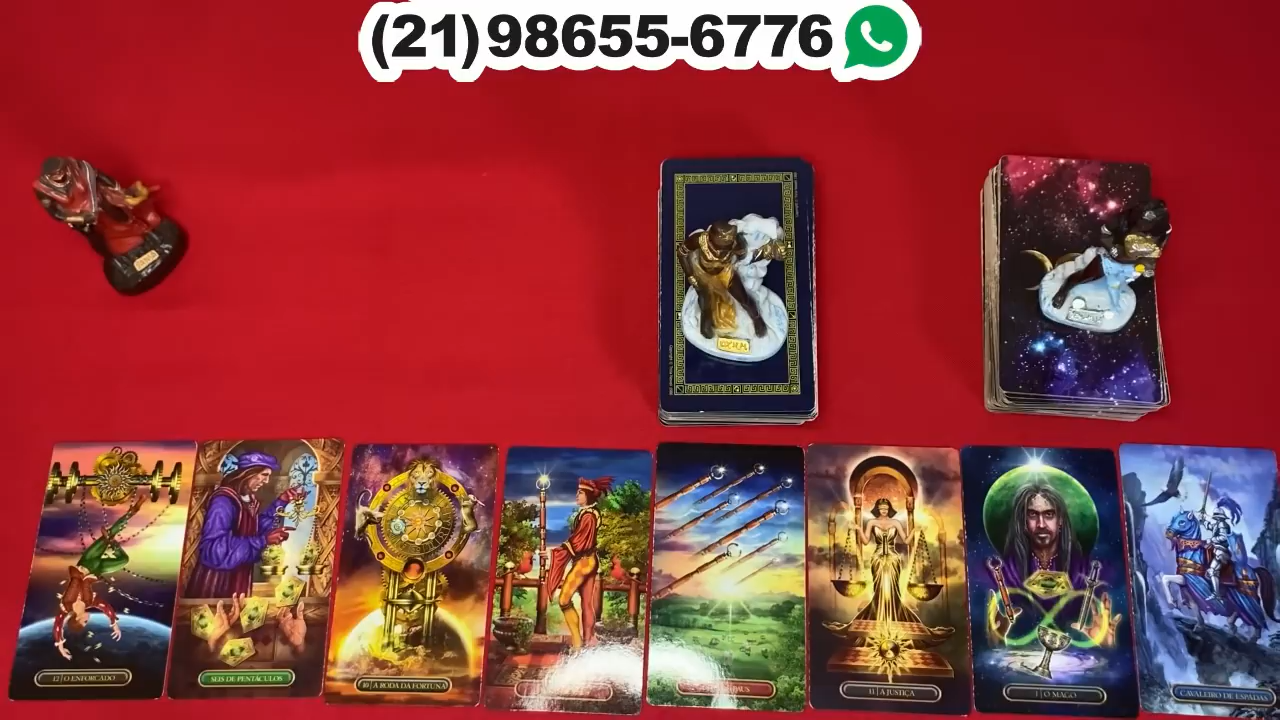 (21)98655-6776
12 | O ENFORCADO
SEIS DE PENTÁCULOS
10 | A RODA DA FORTUNA
11 | A JUSTIÇA
1 | O MAGO
CAVALEIRO DE ESPADAS